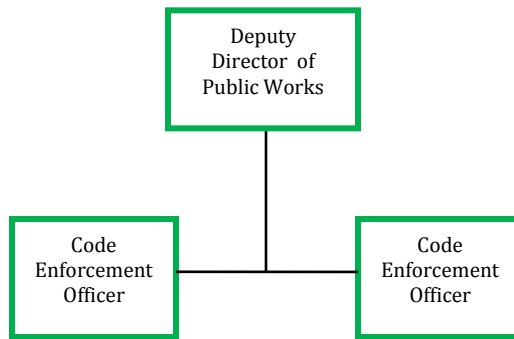 Deputy
Director of
Public Works
Code
Enforcement
Officer
Code
Enforcement
Officer